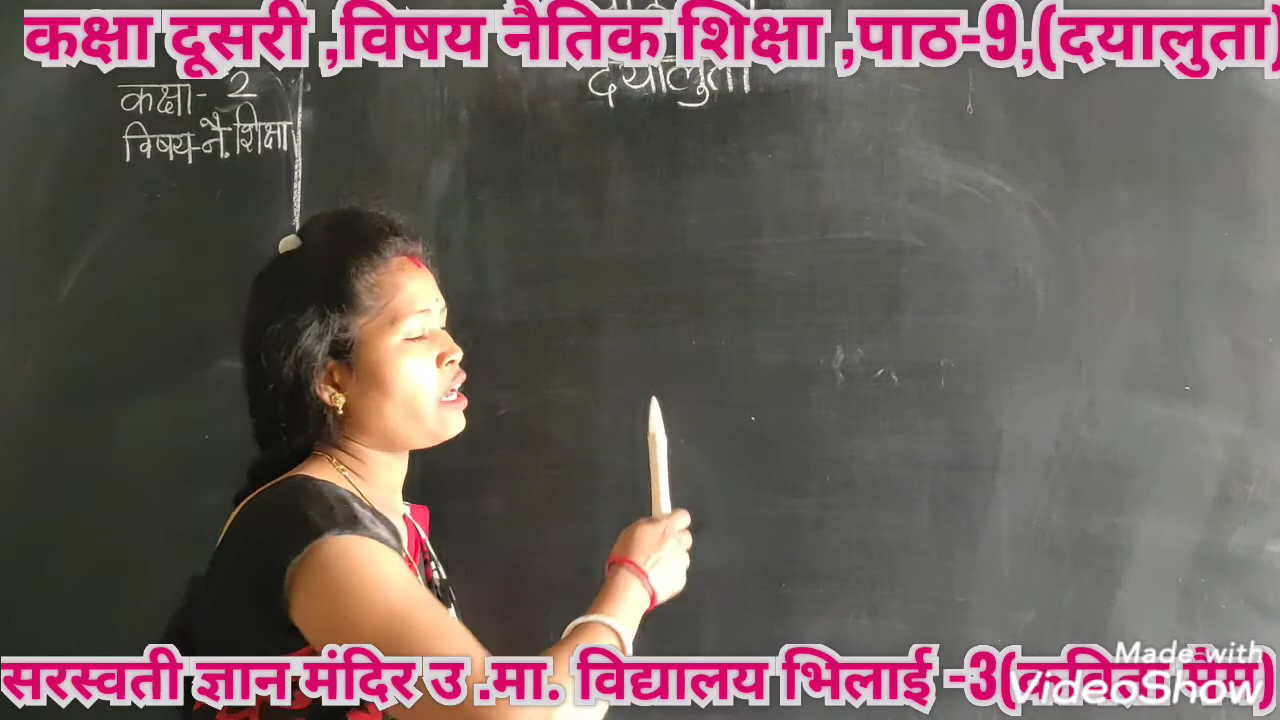 कक्षा दूसरी ,विषय नैतिक शिक्षा ,पाठ-9,(दयालुता)
कक्षा- 2
विषय-नै. शिक्षा
दयालुता
Made with
VideoShow
सरस्वती ज्ञान मंदिर उ .मा. विद्यालय भिलाई -3